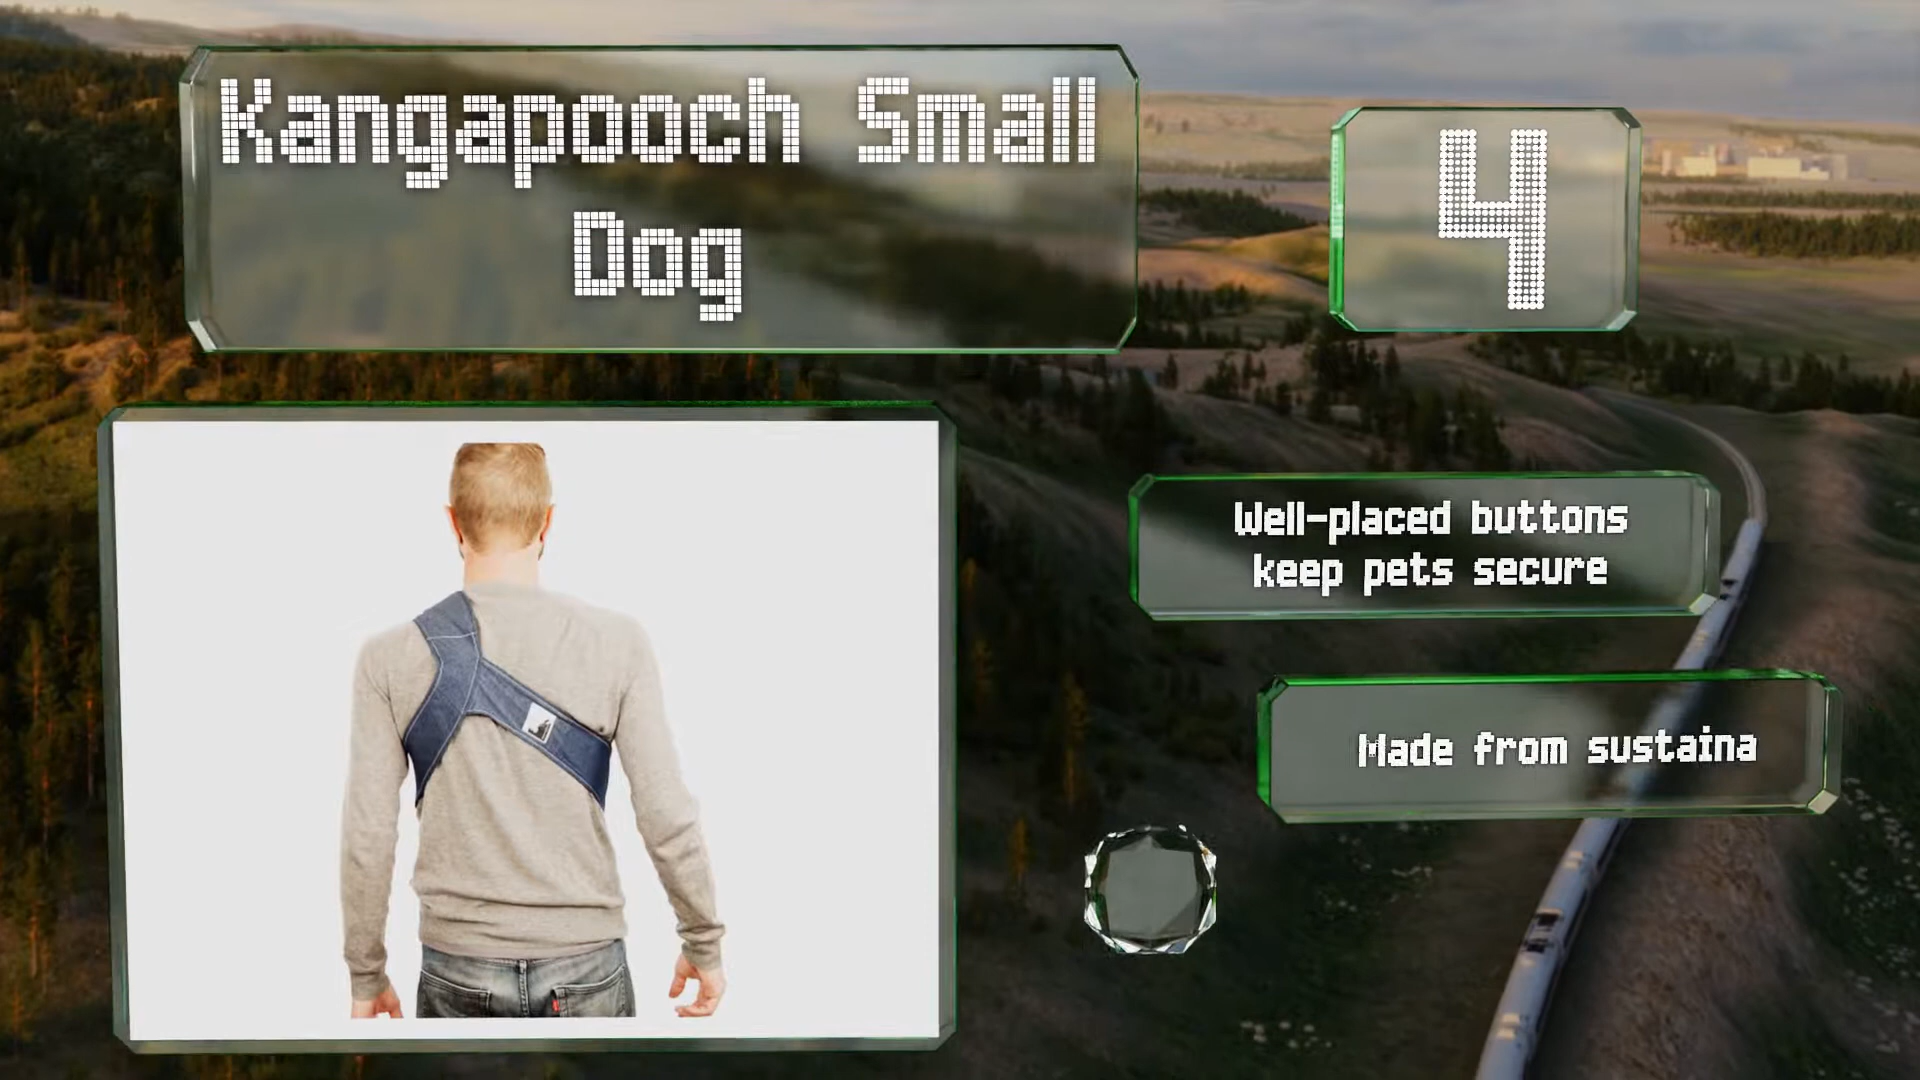 Kangapooch Small
Dog
4
Well-placed buttons
keep pets secure
Made from sustaina